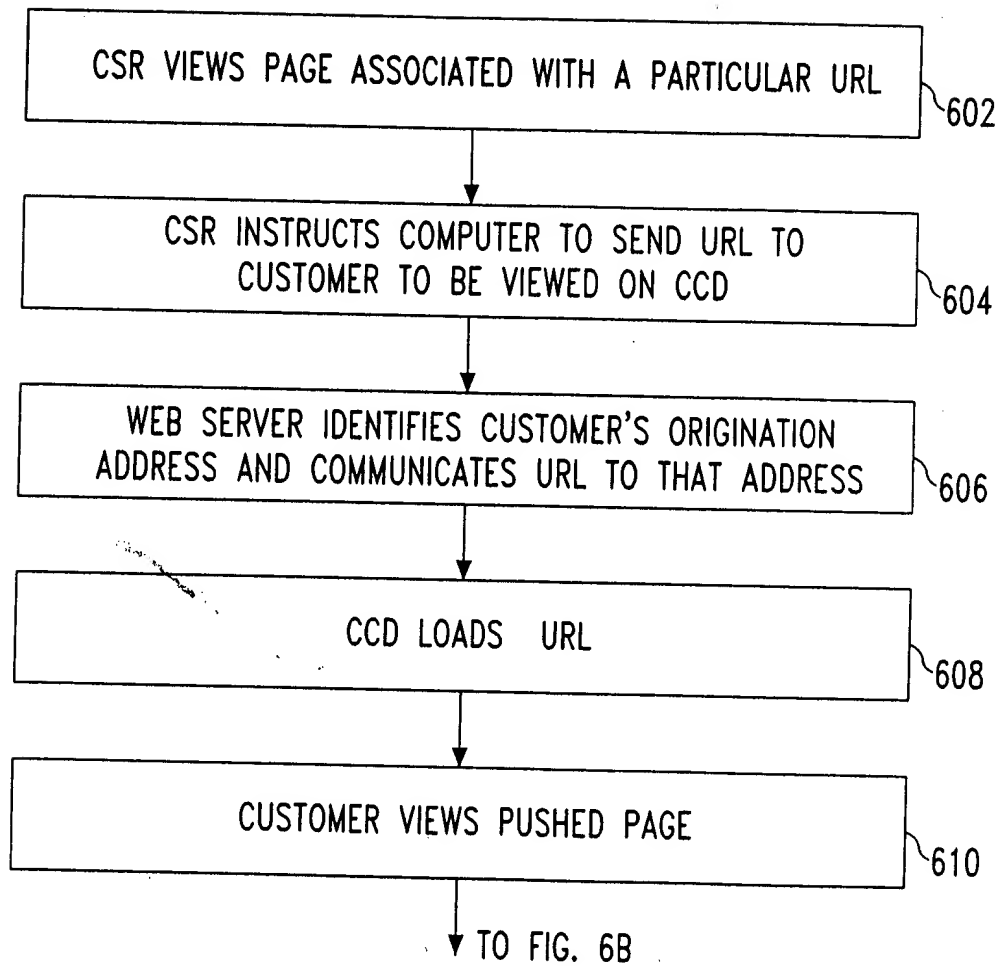 CSR VIEWS PAGE ASSOCIATED WITH A PARTICULAR URL
602
CSR INSTRUCTS COMPUTER TO SEND URL TO
CUSTOMER TO BE VIEWED ON CCD
604
WEB SERVER IDENTIFIES CUSTOMER'S ORIGINATION
ADDRESS AND COMMUNICATES URL TO THAT ADDRESS
606
CCD LOADS URL
608
CUSTOMER VIEWS PUSHED PAGE
610
TO FIG. 6B